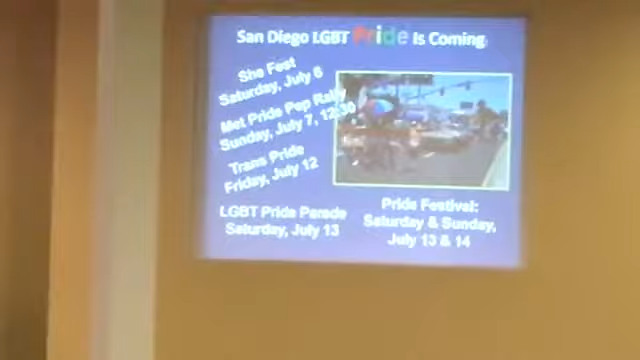 San Diego LGBT Pride Is Coming
She Fest
Saturday, July 6
Met Pride Pep Rally
Sunday, July 7, 12:30
Trans Pride
Friday, July 12
LGBT Pride Parade
Saturday, July 13
Pride Festival:
Saturday & Sunday,
July 13 & 14